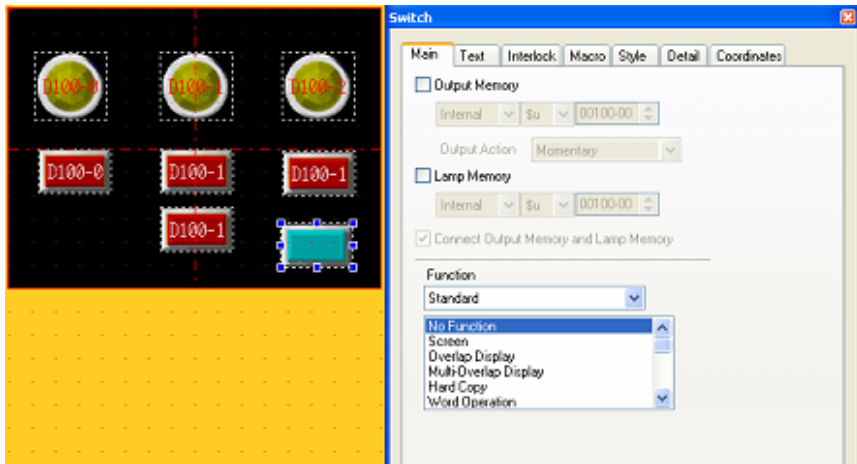 Switch
Main Text Interlock Macro Style Detail Coordinates
D100-0 D100-1 D100-2
Output Memory
Internal $u 00100-00
Output Action Momentary
D100-0 D100-1 D100-1
Lamp Memory
Internal $u 00100-00
D100-1
Connect Output Memory and Lamp Memory
Function
Standard
No Function
Screen
Overlap Display
Multi-Overlap Display
Hard Copy
Word Operation